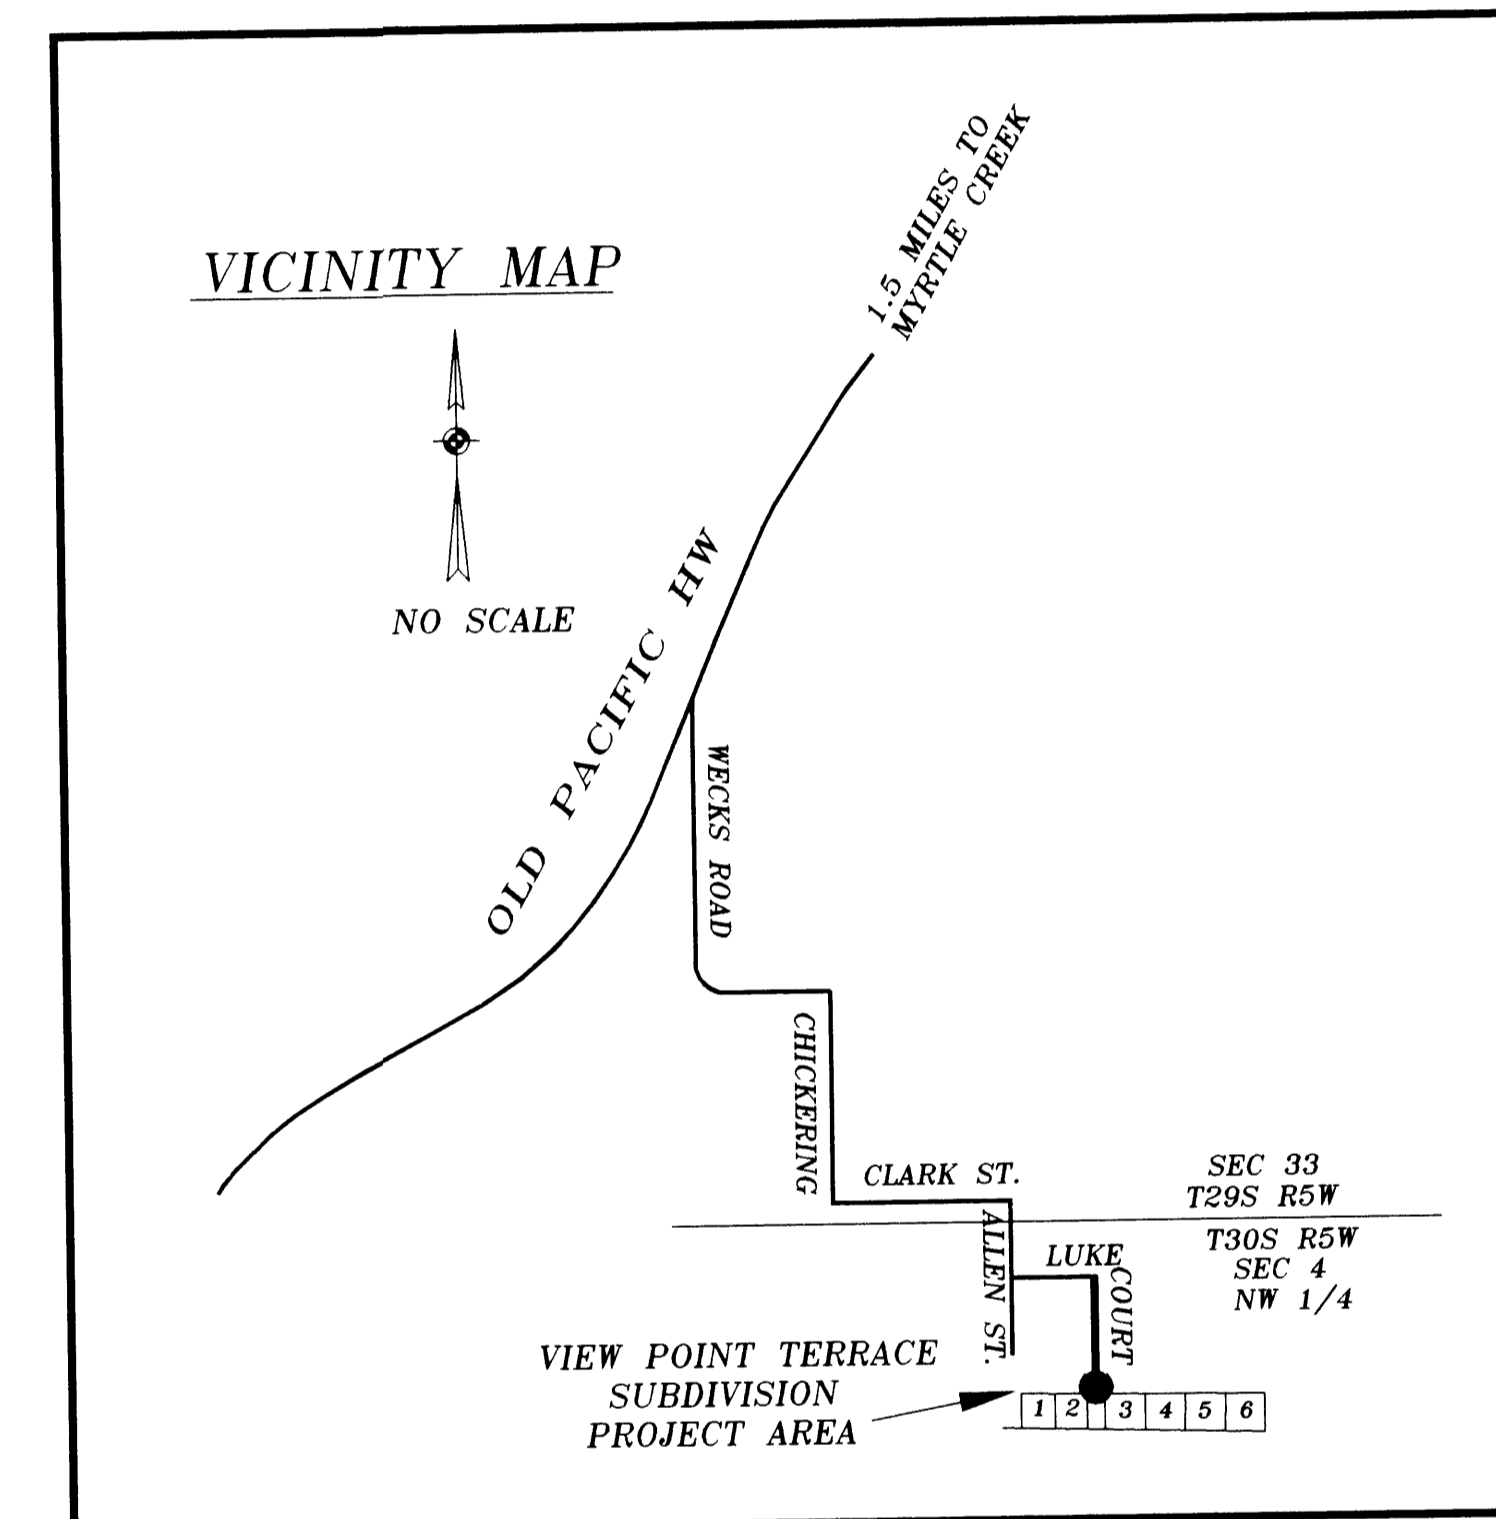 1.5 MILES TO
MYRTLE CREEK
VICINITY MAP
NO SCALE
OLD PACIFIC HW
WECKS ROAD
CHICKERING
CLARK ST.
SEC 33
T29S R5W
ALLEN ST.
LUKE
COURT
T30S R5W
SEC 4
NW 1/4
VIEW POINT TERRACE
SUBDIVISION
PROJECT AREA
1 2 3 4 5 6